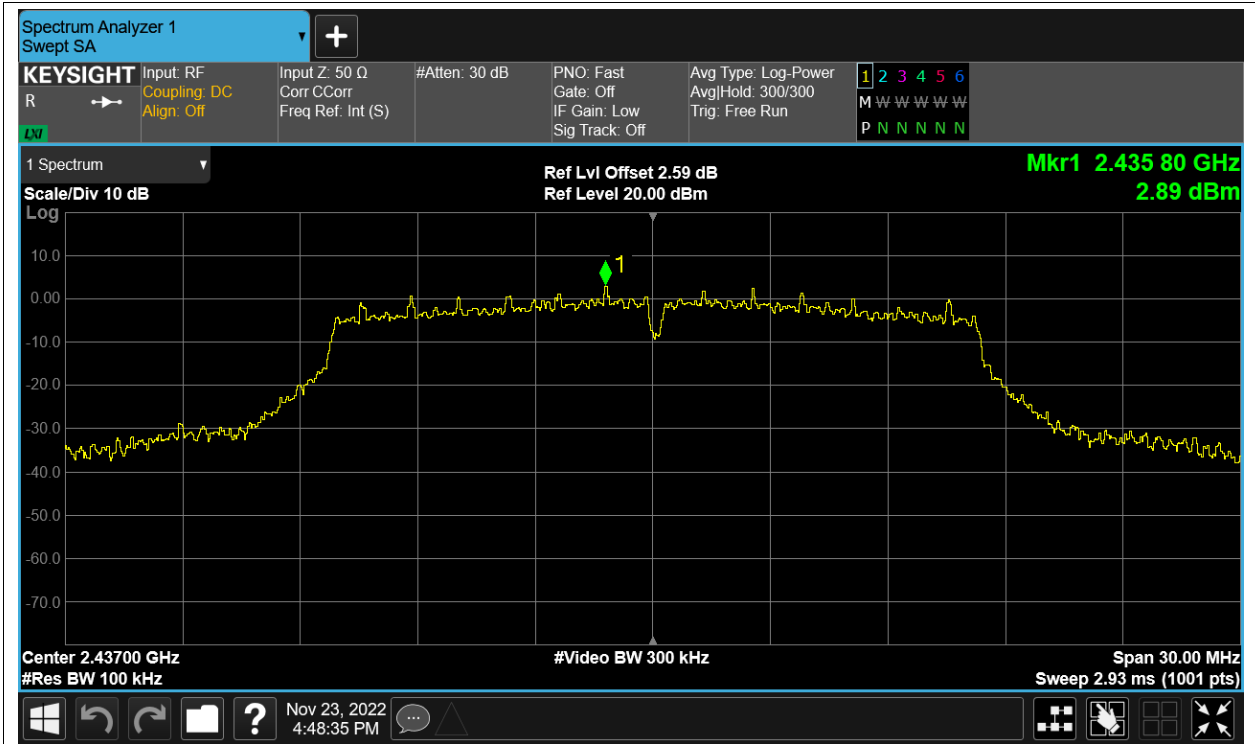 Spectrum Analyzer 1
Swept SA
+
KEYSIGHT
R
LXI
Input: RF
Coupling: DC
Align: Off
Input Z: 50 Ω
Corr CCorr
Freq Ref: Int (S)
#Atten: 30 dB
PNO: Fast
Gate: Off
IF Gain: Low
Sig Track: Off
Avg Type: Log-Power
Avg|Hold: 300/300
Trig: Free Run
1 2 3 4 5 6
M W W W W W
P N N N N N
1 Spectrum
Scale/Div 10 dB
Log
Ref Lvl Offset 2.59 dB
Ref Level 20.00 dBm
Mkr1 2.435 80 GHz
2.89 dBm
1
10.0
0.00
-10.0
-20.0
-30.0
-40.0
-50.0
-60.0
-70.0
Center 2.43700 GHz
#Res BW 100 kHz
#Video BW 300 kHz
Span 30.00 MHz
Sweep 2.93 ms (1001 pts)
?
Nov 23, 2022
4:48:35 PM